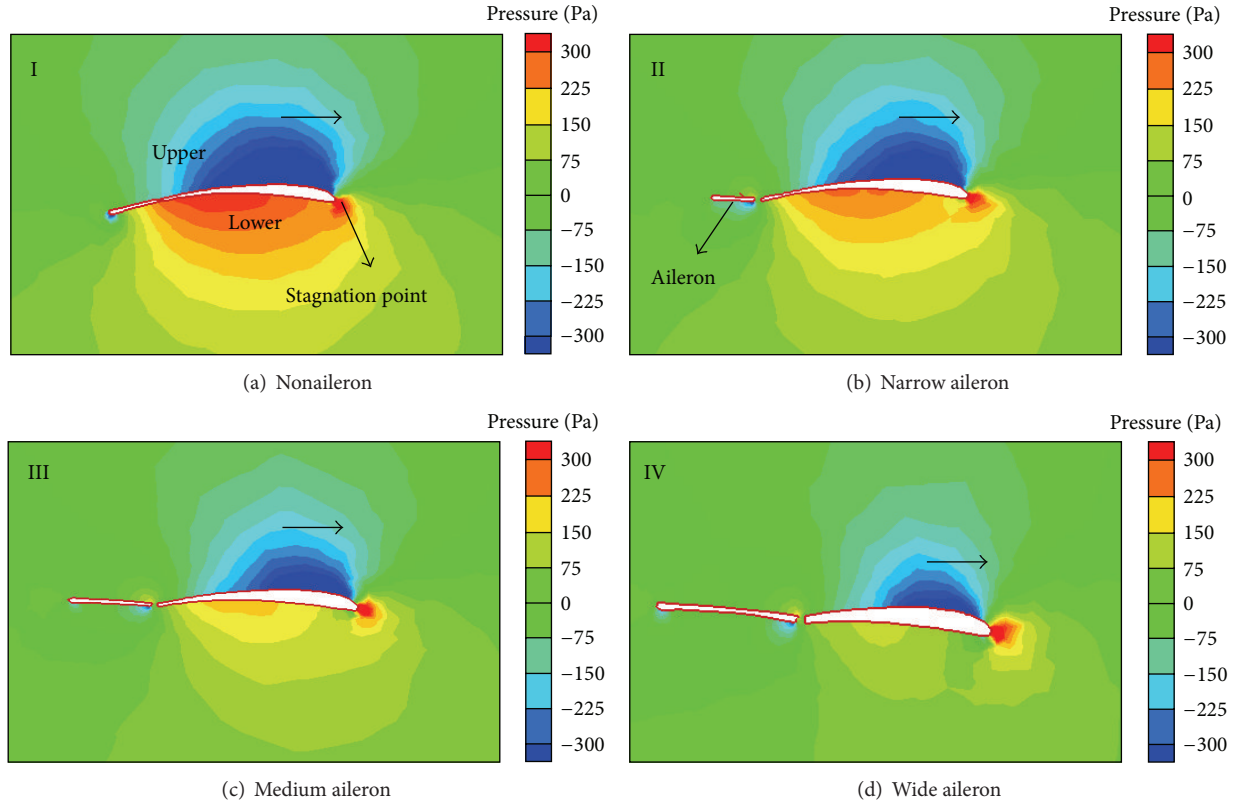 Pressure (Pa)
I
300
225
150
75
0
−75
−150
−225
−300
Upper
Lower
Stagnation point
(a) Nonaileron
Pressure (Pa)
II
300
225
150
75
0
−75
−150
−225
−300
Aileron
(b) Narrow aileron
Pressure (Pa)
III
300
225
150
75
0
−75
−150
−225
−300
(c) Medium aileron
Pressure (Pa)
IV
300
225
150
75
0
−75
−150
−225
−300
(d) Wide aileron